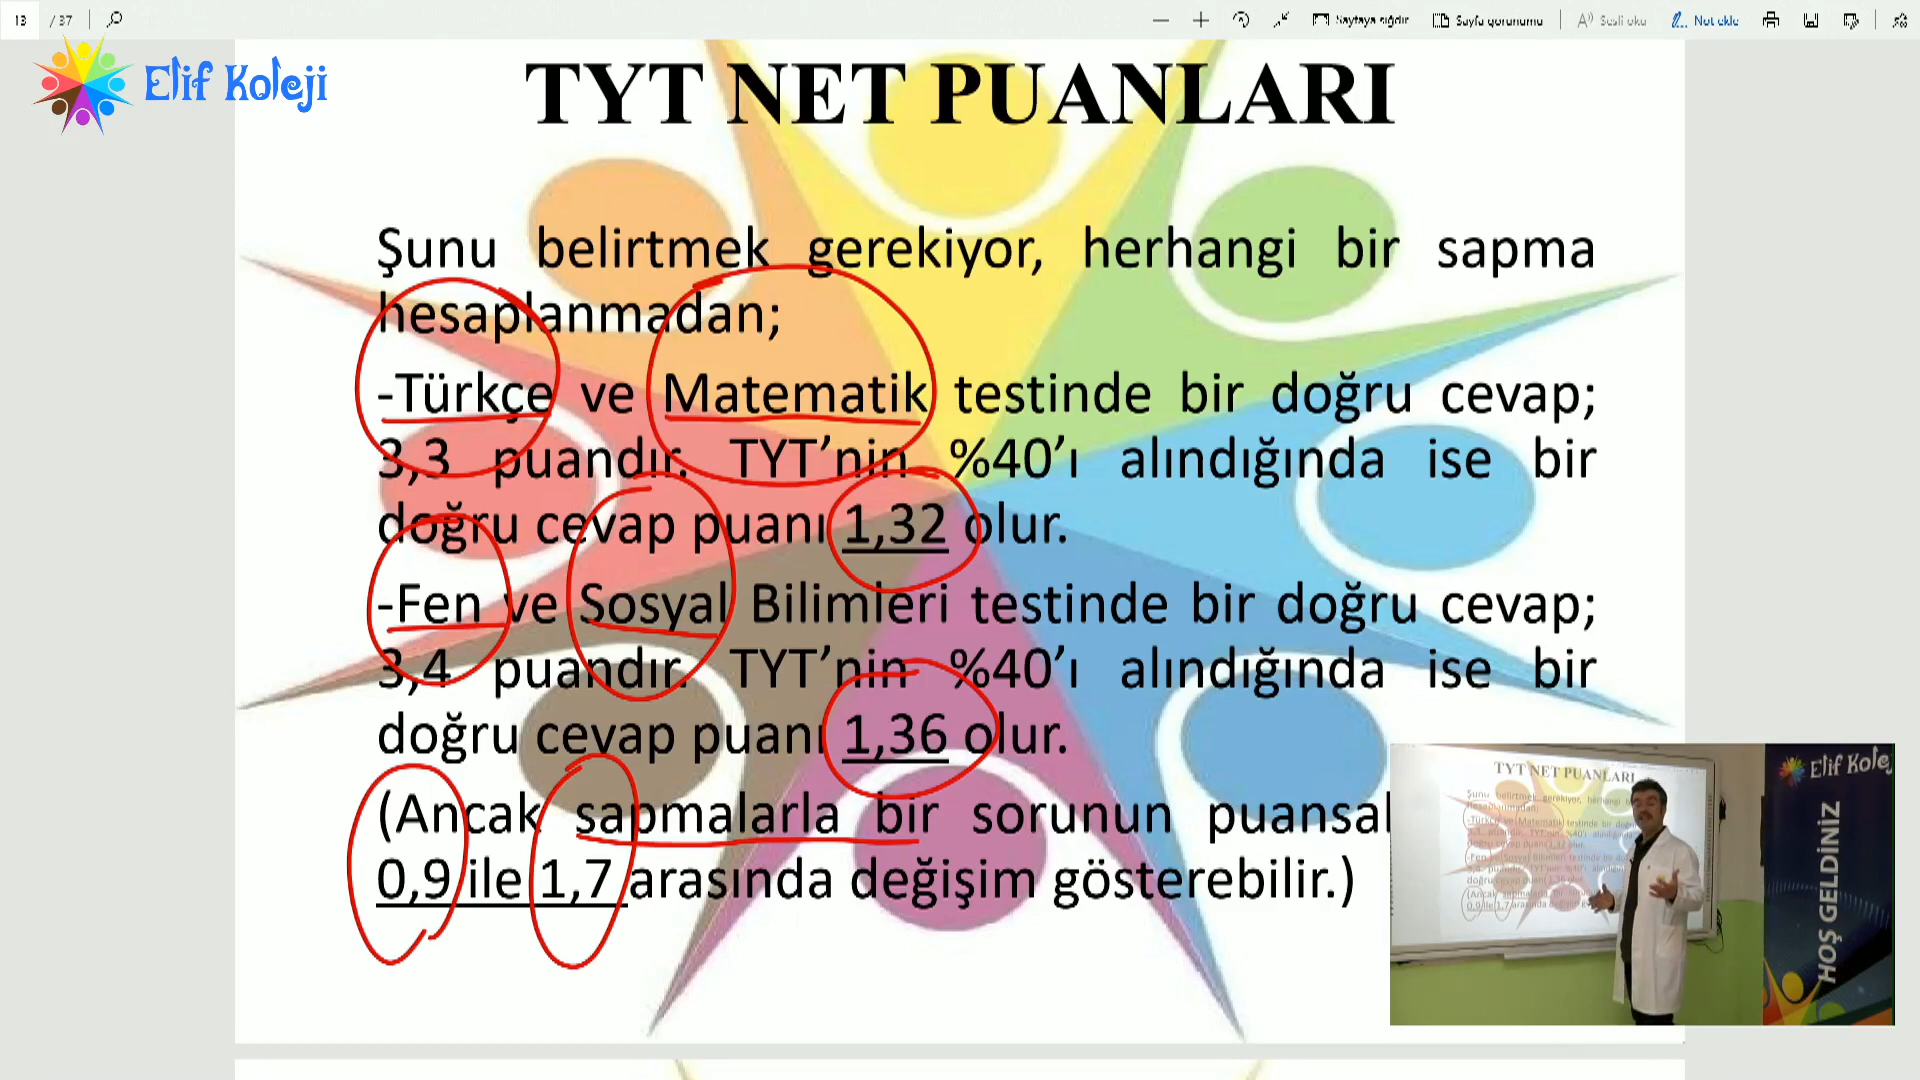 13 / 37
Sayfaya sığdır
Sayfa görünümü
Sesli oku
Not ekle
Elif Koleji
TYT NET PUANLARI
Şunu belirtmek gerekiyor, herhangi bir sapma
hesaplanmadan;
-Türkçe ve Matematik testinde bir doğru cevap;
3,3 puandır. TYT’nin %40’ı alındığında ise bir
doğru cevap puanı 1,32 olur.
-Fen ve Sosyal Bilimleri testinde bir doğru cevap;
3,4 puandır. TYT’nin %40’ı alındığında ise bir
doğru cevap puanı 1,36 olur.
(Ancak sapmalarla bir sorunun puansal
0,9 ile 1,7 arasında değişim gösterebilir.)
TYT NET PUANLARI
Elif Kolej
HOŞ GELDİNİZ